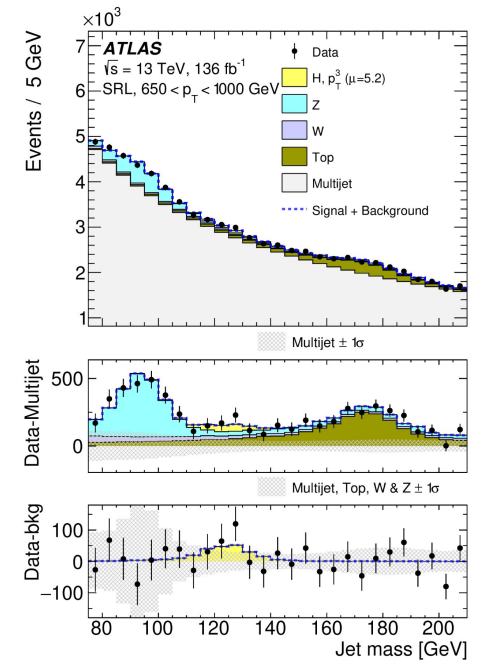 ×10³
7
6
5
4
3
2
1
Events / 5 GeV
ATLAS
√s = 13 TeV, 136 fb⁻¹
SRL, 650 < p_T < 1000 GeV
Data
H, p_T³ (μ=5.2)
Z
W
Top
Multijet
Signal + Background
Multijet ± 1σ
500
0
Data-Multijet
Multijet, Top, W & Z ± 1σ
100
0
−100
Data-bkg
80 100 120 140 160 180 200
Jet mass [GeV]